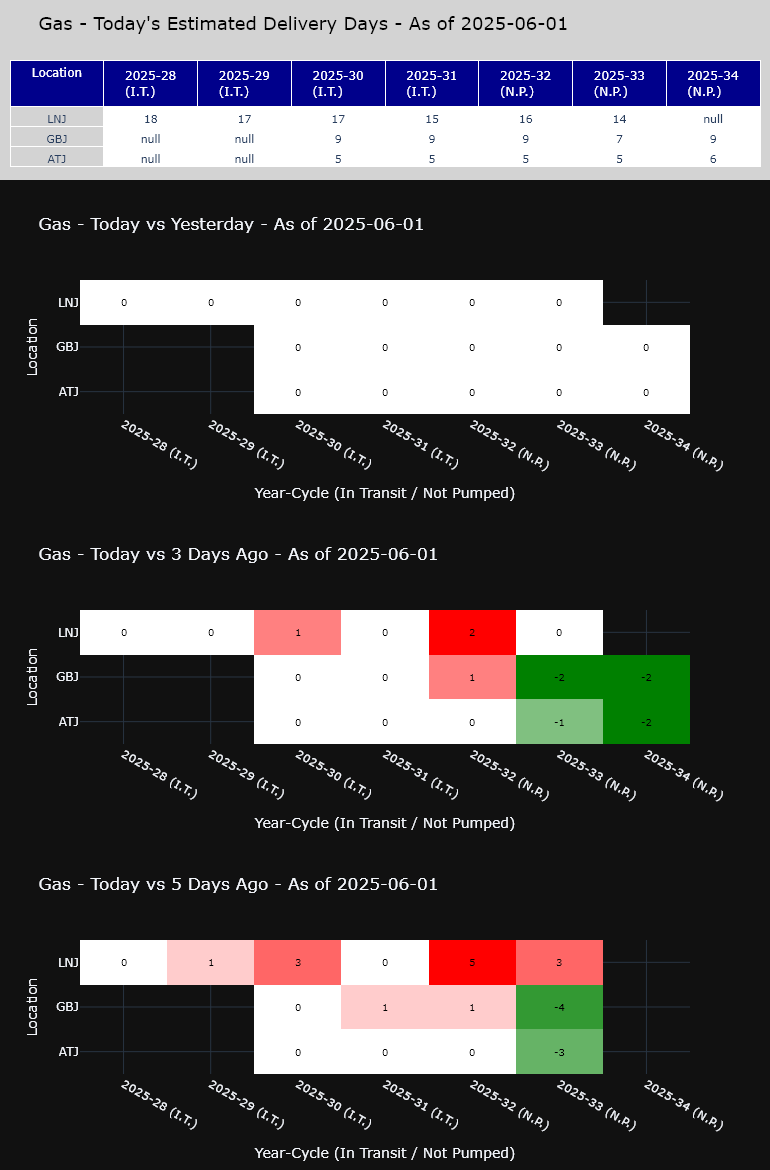 Gas - Today's Estimated Delivery Days - As of 2025-06-01
Location 2025-28 (I.T.) 2025-29 (I.T.) 2025-30 (I.T.) 2025-31 (I.T.) 2025-32 (N.P.) 2025-33 (N.P.) 2025-34 (N.P.)
LNJ 18 17 17 15 16 14 null
GBJ null null 9 9 9 7 9
ATJ null null 5 5 5 5 6
Gas - Today vs Yesterday - As of 2025-06-01
Location
LNJ 0 0 0 0 0 0
GBJ 0 0 0 0 0
ATJ 0 0 0 0 0
2025-28 (I.T.) 2025-29 (I.T.) 2025-30 (I.T.) 2025-31 (I.T.) 2025-32 (N.P.) 2025-33 (N.P.) 2025-34 (N.P.)
Year-Cycle (In Transit / Not Pumped)
Gas - Today vs 3 Days Ago - As of 2025-06-01
Location
LNJ 0 0 1 0 2 0
GBJ 0 0 1 -2 -2
ATJ 0 0 0 -1 -2
2025-28 (I.T.) 2025-29 (I.T.) 2025-30 (I.T.) 2025-31 (I.T.) 2025-32 (N.P.) 2025-33 (N.P.) 2025-34 (N.P.)
Year-Cycle (In Transit / Not Pumped)
Gas - Today vs 5 Days Ago - As of 2025-06-01
Location
LNJ 0 1 3 0 5 3
GBJ 0 1 1 -4
ATJ 0 0 0 -3
2025-28 (I.T.) 2025-29 (I.T.) 2025-30 (I.T.) 2025-31 (I.T.) 2025-32 (N.P.) 2025-33 (N.P.) 2025-34 (N.P.)
Year-Cycle (In Transit / Not Pumped)